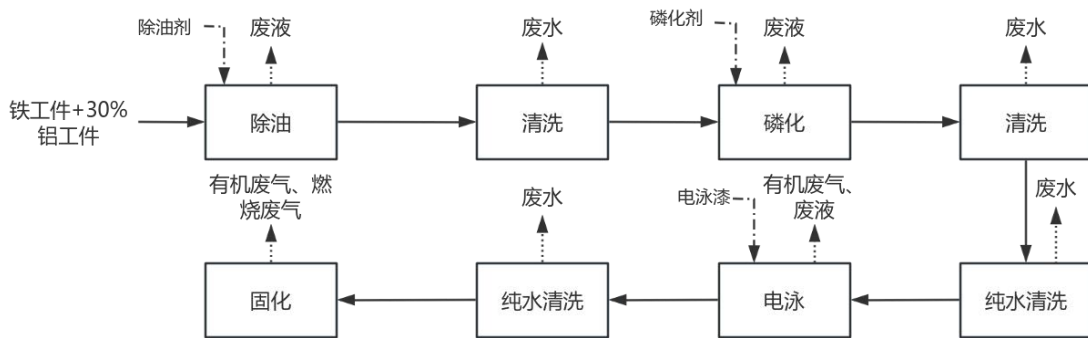 除油剂
废液
废水
磷化剂
废液
废水
铁工件+30%
铝工件
除油
清洗
磷化
清洗
有机废气、燃
烧废气
废水
电泳漆
有机废气、
废液
废水
固化
纯水清洗
电泳
纯水清洗